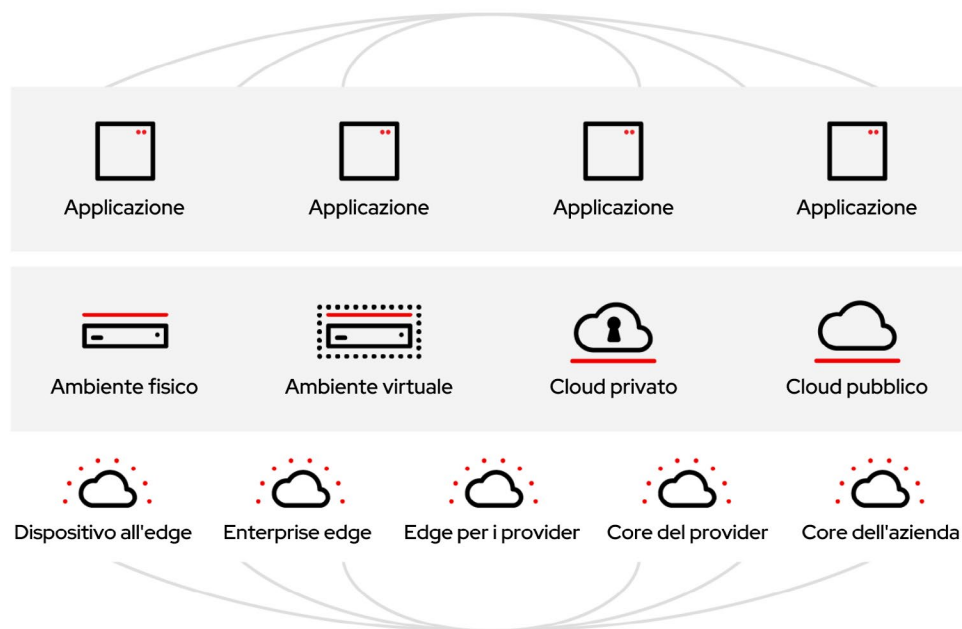 Applicazione
Applicazione
Applicazione
Applicazione
Ambiente fisico
Ambiente virtuale
Cloud privato
Cloud pubblico
Dispositivo all'edge
Enterprise edge
Edge per i provider
Core del provider
Core dell'azienda